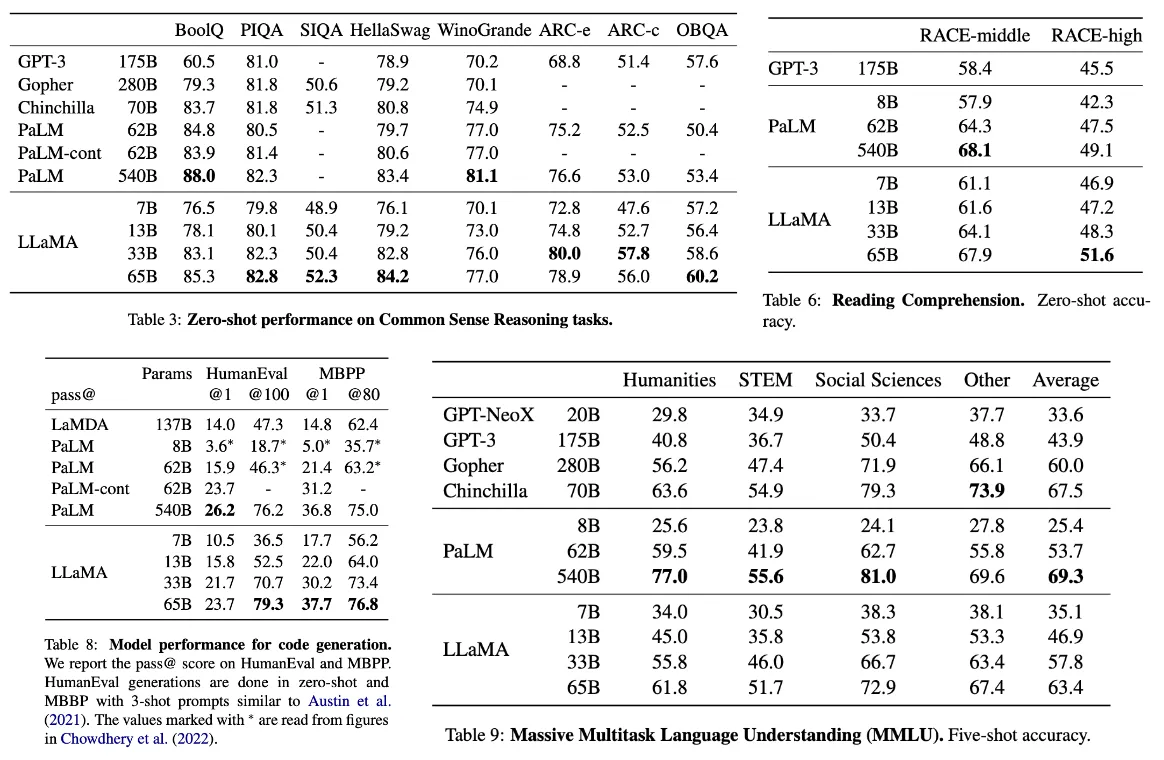 BoolQ PIQA SIQA HellaSwag WinoGrande ARC-e ARC-c OBQA
GPT-3 175B 60.5 81.0 - 78.9 70.2 68.8 51.4 57.6
Gopher 280B 79.3 81.8 50.6 79.2 70.1 - - -
Chinchilla 70B 83.7 81.8 51.3 80.8 74.9 - - -
PaLM 62B 84.8 80.5 - 79.7 77.0 75.2 52.5 50.4
PaLM-cont 62B 83.9 81.4 - 80.6 77.0 - - -
PaLM 540B 88.0 82.3 - 83.4 81.1 76.6 53.0 53.4
LLaMA
7B 76.5 79.8 48.9 76.1 70.1 72.8 47.6 57.2
13B 78.1 80.1 50.4 79.2 73.0 74.8 52.7 56.4
33B 83.1 82.3 50.4 82.8 76.0 80.0 57.8 58.6
65B 85.3 82.8 52.3 84.2 77.0 78.9 56.0 60.2
Table 3: Zero-shot performance on Common Sense Reasoning tasks.
RACE-middle RACE-high
GPT-3 175B 58.4 45.5
PaLM
8B 57.9 42.3
62B 64.3 47.5
540B 68.1 49.1
LLaMA
7B 61.1 46.9
13B 61.6 47.2
33B 64.1 48.3
65B 67.9 51.6
Table 6: Reading Comprehension. Zero-shot accu-
racy.
Params HumanEval MBPP
pass@ @1 @100 @1 @80
LaMDA 137B 14.0 47.3 14.8 62.4
PaLM 8B 3.6* 18.7* 5.0* 35.7*
PaLM 62B 15.9 46.3* 21.4 63.2*
PaLM-cont 62B 23.7 - 31.2 -
PaLM 540B 26.2 76.2 36.8 75.0
LLaMA
7B 10.5 36.5 17.7 56.2
13B 15.8 52.5 22.0 64.0
33B 21.7 70.7 30.2 73.4
65B 23.7 79.3 37.7 76.8
Table 8: Model performance for code generation.
We report the pass@ score on HumanEval and MBPP.
HumanEval generations are done in zero-shot and
MBBP with 3-shot prompts similar to Austin et al.
(2021). The values marked with * are read from figures
in Chowdhery et al. (2022).
Humanities STEM Social Sciences Other Average
GPT-NeoX 20B 29.8 34.9 33.7 37.7 33.6
GPT-3 175B 40.8 36.7 50.4 48.8 43.9
Gopher 280B 56.2 47.4 71.9 66.1 60.0
Chinchilla 70B 63.6 54.9 79.3 73.9 67.5
PaLM
8B 25.6 23.8 24.1 27.8 25.4
62B 59.5 41.9 62.7 55.8 53.7
540B 77.0 55.6 81.0 69.6 69.3
LLaMA
7B 34.0 30.5 38.3 38.1 35.1
13B 45.0 35.8 53.8 53.3 46.9
33B 55.8 46.0 66.7 63.4 57.8
65B 61.8 51.7 72.9 67.4 63.4
Table 9: Massive Multitask Language Understanding (MMLU). Five-shot accuracy.